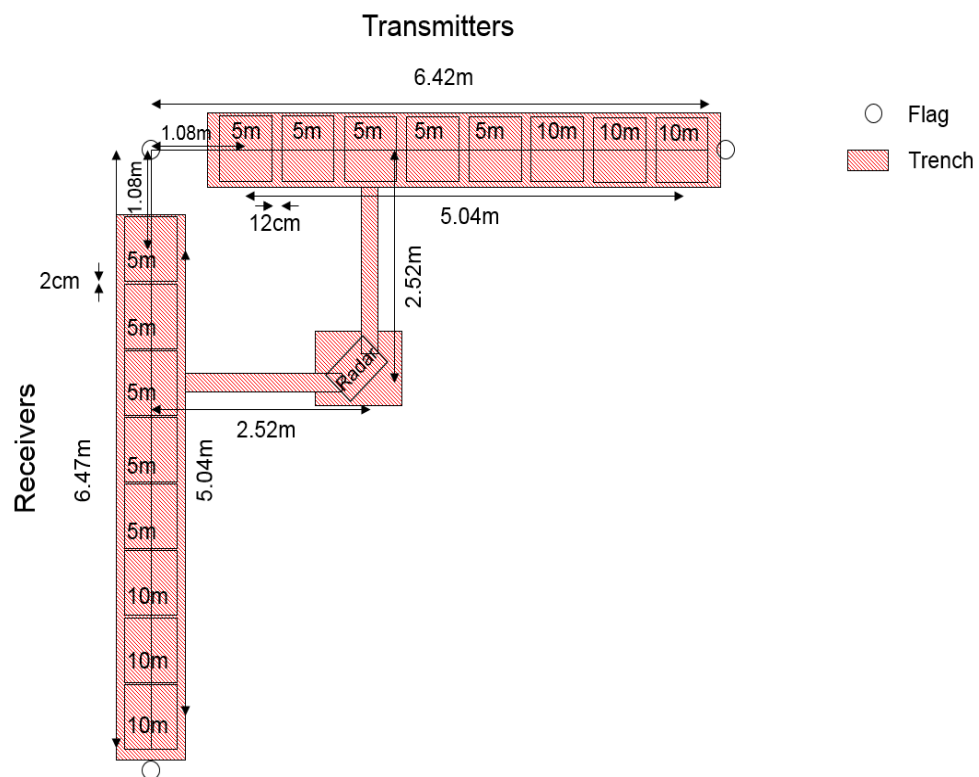 Transmitters
6.42m
Flag
Trench
1.08m
5m
5m
5m
5m
5m
10m
10m
10m
1.08m
12cm
5.04m
2.52m
2cm
5m
5m
5m
5m
5m
10m
10m
10m
Radar
2.52m
Receivers
6.47m
5.04m